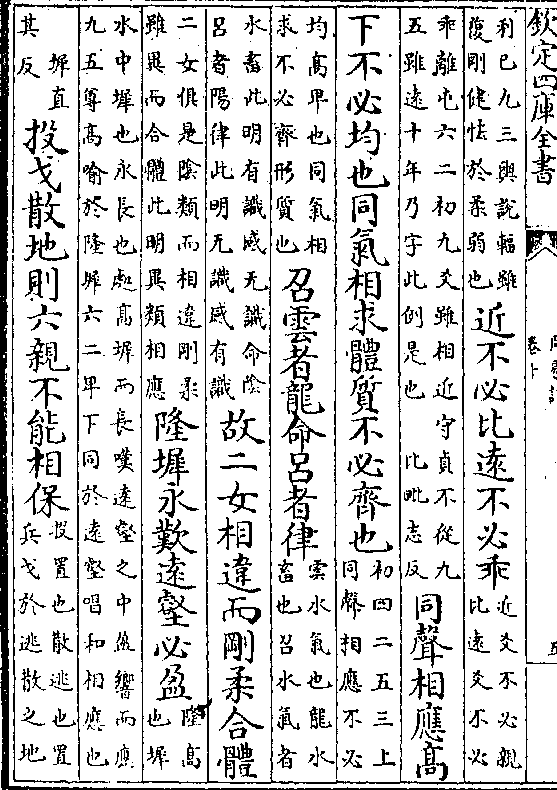 欽定四庫全書
卷十
五
利巳九三與說輻雖
復剛健怯於柔弱也
近不必比遠不必乖
近爻不必親
比遠爻不必
乖離屯六二初九爻雖相近守貞不從九
五雖遠十年乃字此例是也 比毗志反
同聲相應高
下不必均也同氣相求體質不必齊也
初四二五三上
同聲相應不必
均高卑也同氣相
求不必齊形質也
召雲者龍命呂者律
雲水氣也龍水
畜也召水氣者
水畜此明有識感无識命陰
呂者陽律此明无識感有識
故二女相違而剛柔合體
二女俱是陰類而相違剛柔
雖異而合體此明異類相應
隆墀永歎遠壑必盈
隆高
也墀
水中墀也永長也處高墀而長嘆遠壑之中盈響而應
九五尊高喻於隆墀六二卑下同於遠壑唱和相應也
墀直
其反
投戈散地則六親不能相保
投置也散逃也置
兵戈於逃散之地